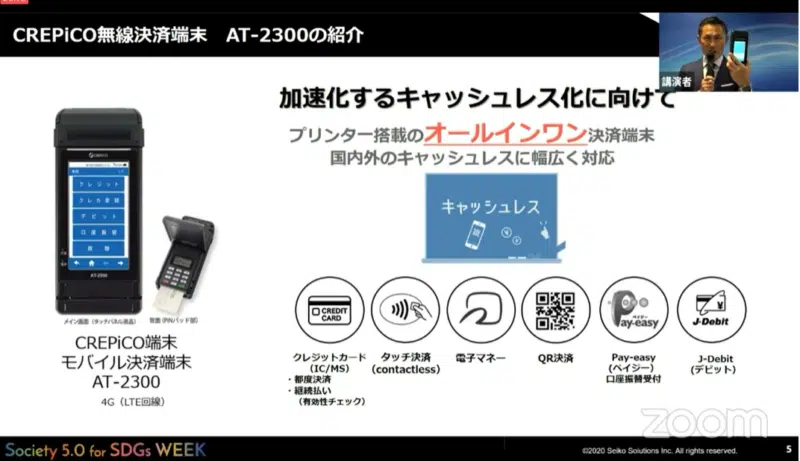 CREPiCO無線決済端末 AT-2300の紹介
講演者
加速化するキャッシュレス化に向けて
プリンター搭載のオールインワン決済端末
国内外のキャッシュレスに幅広く対応
キャッシュレス
クレジット
デビット
口座振替
AT-2300
メイン画面(タッチパネル液晶)
背面(PINパッド部)
CREPiCO端末
モバイル決済端末
AT-2300
4G(LTE回線)
CREDIT
CARD
ペイジー
Pay-easy
J-Debit
クレジットカード
(IC/MS)
・都度決済
・継続払い
(有効性チェック)
タッチ決済
(contactless)
電子マネー
QR決済
Pay-easy
(ペイジー)
口座振替受付
J-Debit
(デビット)
zoom
Society 5.0 for SDGs WEEK
©2020 Seiko Solutions Inc. All rights reserved.
5